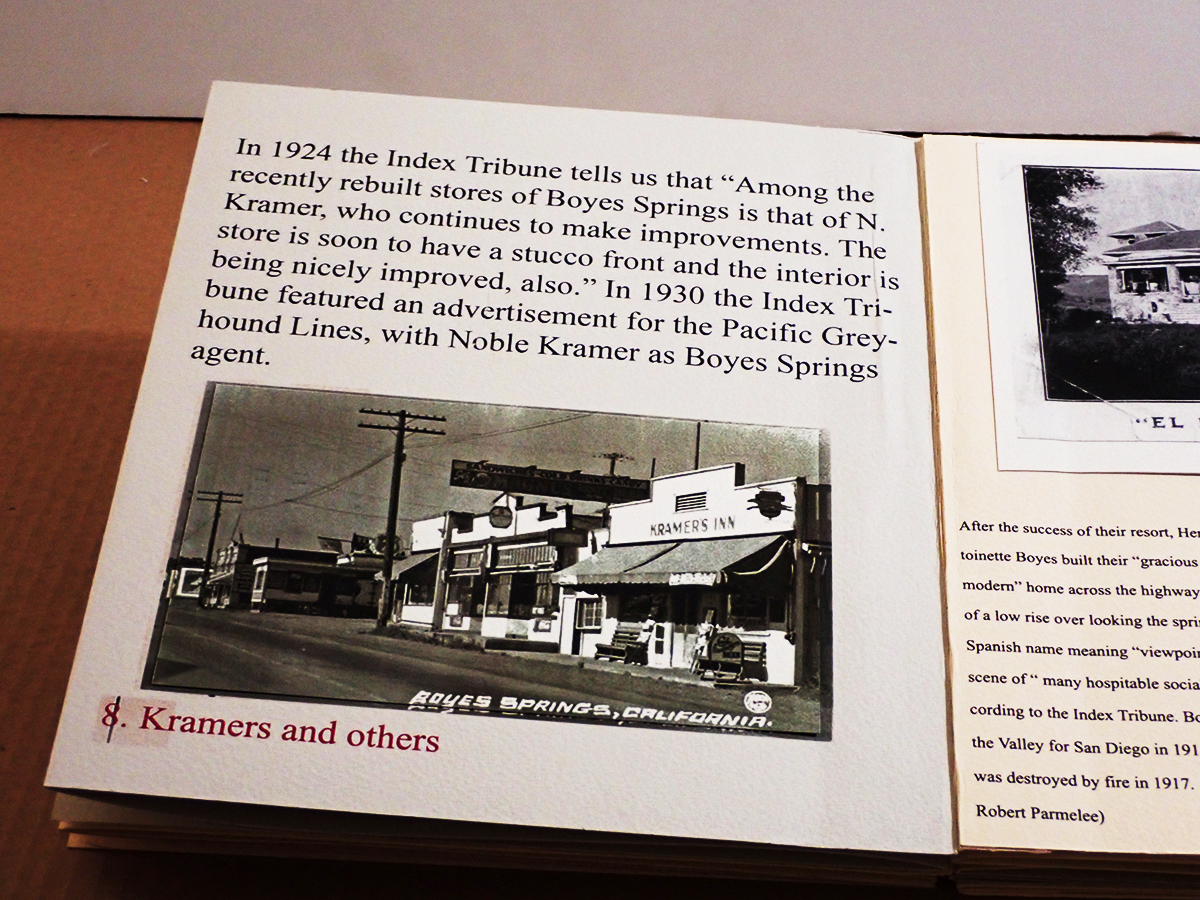 In 1924 the Index Tribune tells us that “Among the
recently rebuilt stores of Boyes Springs is that of N.
Kramer, who continues to make improvements. The
store is soon to have a stucco front and the interior is
being nicely improved, also.” In 1930 the Index Tri-
bune featured an advertisement for the Pacific Grey-
hound Lines, with Noble Kramer as Boyes Springs
agent.
KRAMERS INN
BOYES SPRINGS, CALIFORNIA.
8. Kramers and others
“EL
After the success of their resort, Her
toinette Boyes built their “gracious
modern” home across the highway
of a low rise over looking the spri
Spanish name meaning “viewpoin
scene of “ many hospitable socia
cording to the Index Tribune. Bo
the Valley for San Diego in 191
was destroyed by fire in 1917.
Robert Parmelee)